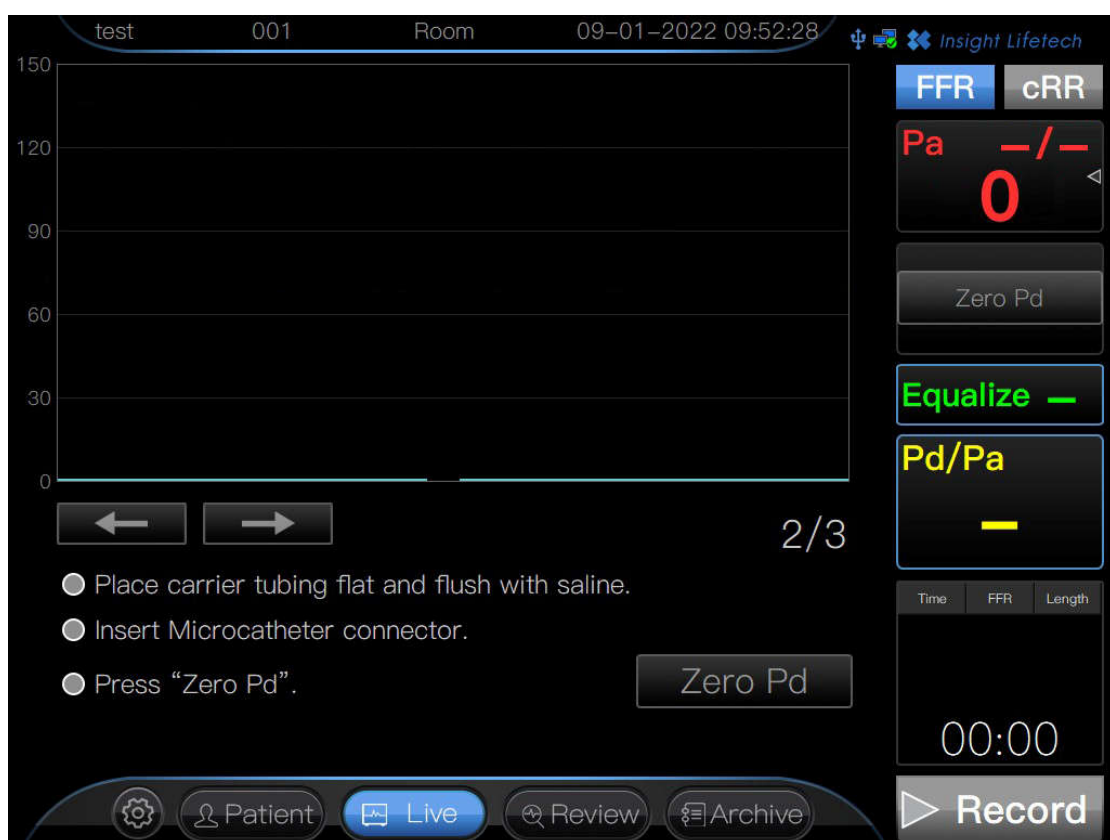 test 001 Room 09-01-2022 09:52:28 Insight Lifetech
150
120
90
60
30
0
FFR cRR
Pa –/–
0
Zero Pd
Equalize –
Pd/Pa
–
2/3
Place carrier tubing flat and flush with saline.
Insert Microcatheter connector.
Press “Zero Pd”.
Zero Pd
Time FFR Length
00:00
Patient Live Review Archive
Record